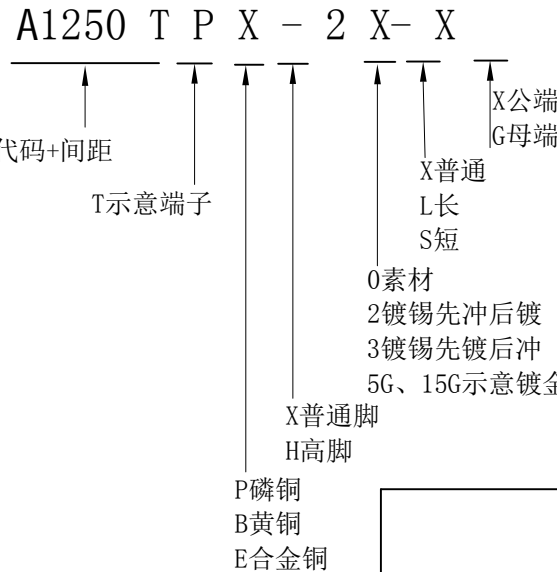 A1250 T P X - 2 X- X
X公端
G母端
代码+间距
X普通
L长
S短
T示意端子
0素材
2镀锡先冲后镀
3镀锡先镀后冲
5G、15G示意镀金
X普通脚
H高脚
P磷铜
B黄铜
E合金铜